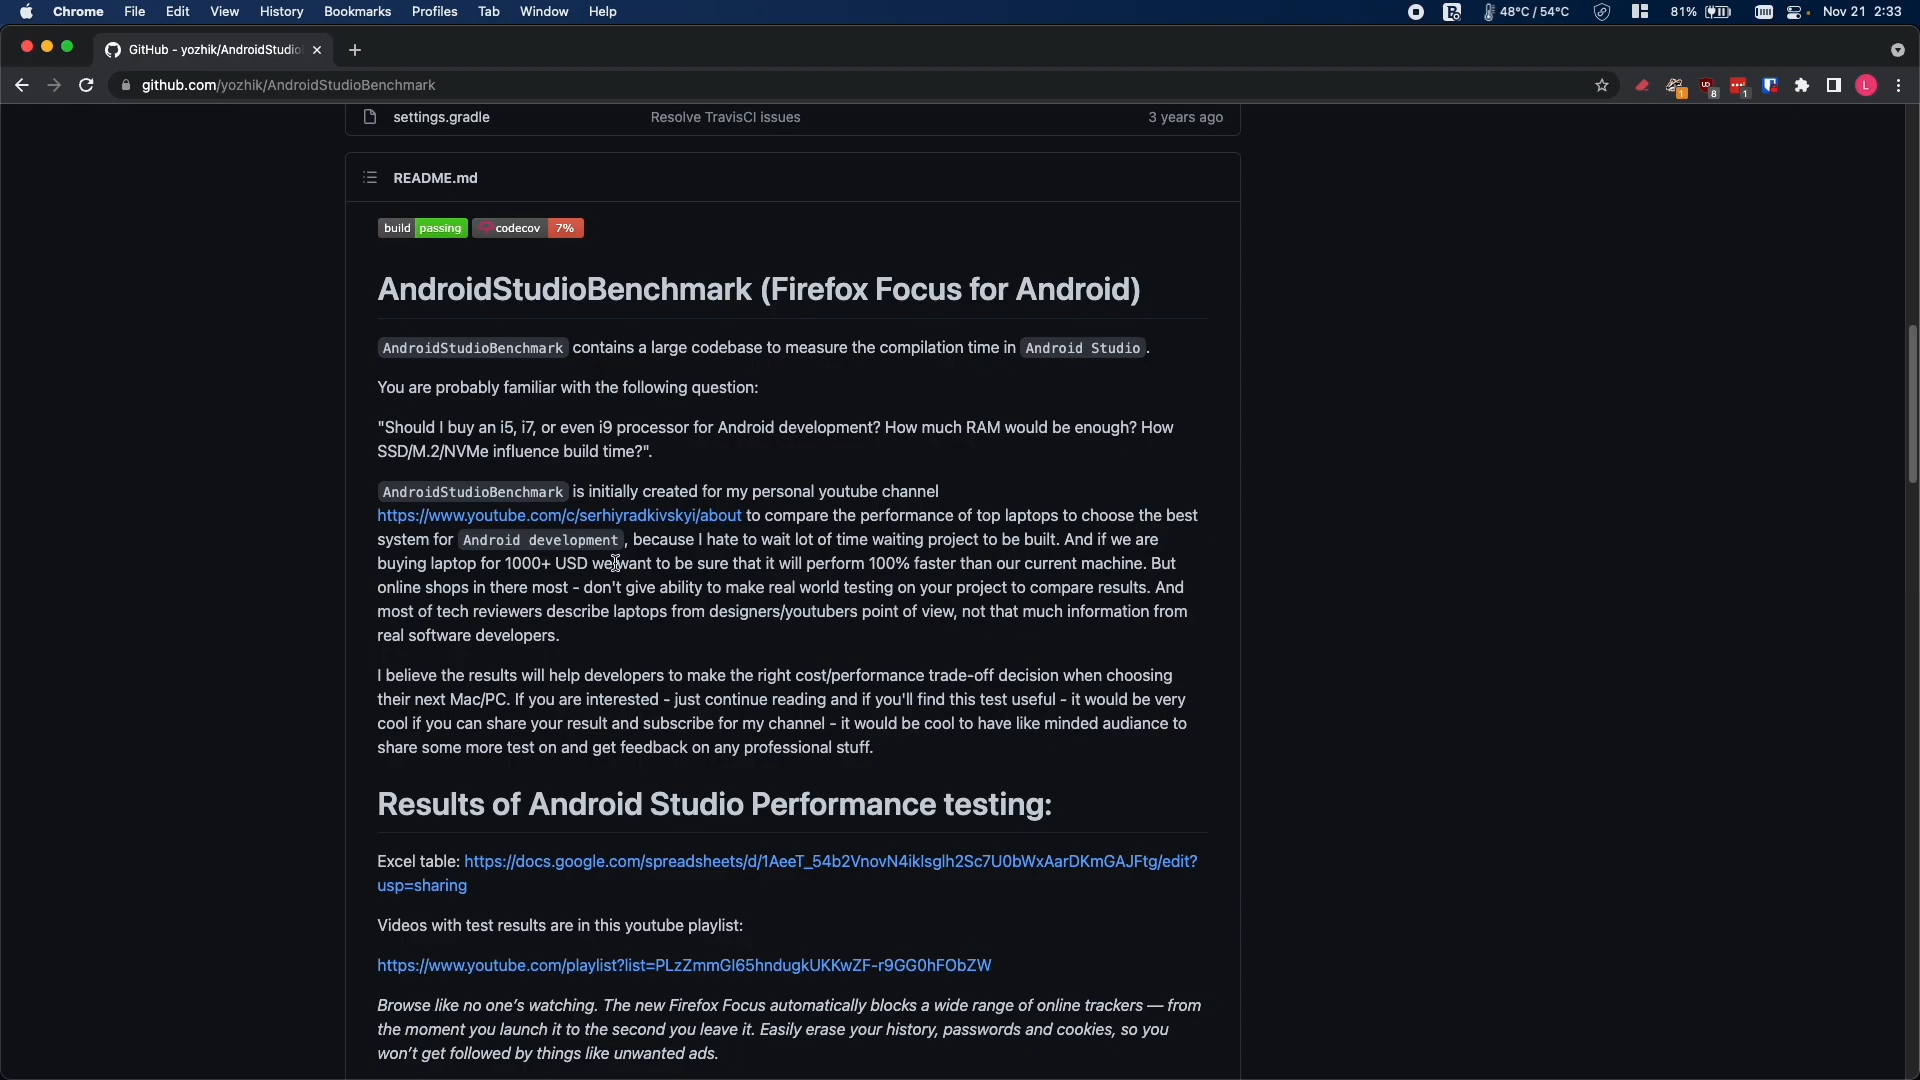 Chrome File Edit View History Bookmarks Profiles Tab Window Help 48°C / 54°C 81% Nov 21 2:33
GitHub - yozhik/AndroidStudio
github.com/yozhik/AndroidStudioBenchmark 1 8 1 L
settings.gradle Resolve TravisCI issues 3 years ago
README.md
build passing codecov 7%
AndroidStudioBenchmark (Firefox Focus for Android)
AndroidStudioBenchmark contains a large codebase to measure the compilation time in Android Studio.
You are probably familiar with the following question:
"Should I buy an i5, i7, or even i9 processor for Android development? How much RAM would be enough? How
SSD/M.2/NVMe influence build time?".
AndroidStudioBenchmark is initially created for my personal youtube channel
https://www.youtube.com/c/serhiyradkivskyi/about to compare the performance of top laptops to choose the best
system for Android development, because I hate to wait lot of time waiting project to be built. And if we are
buying laptop for 1000+ USD we want to be sure that it will perform 100% faster than our current machine. But
online shops in there most - don't give ability to make real world testing on your project to compare results. And
most of tech reviewers describe laptops from designers/youtubers point of view, not that much information from
real software developers.
I believe the results will help developers to make the right cost/performance trade-off decision when choosing
their next Mac/PC. If you are interested - just continue reading and if you'll find this test useful - it would be very
cool if you can share your result and subscribe for my channel - it would be cool to have like minded audiance to
share some more test on and get feedback on any professional stuff.
Results of Android Studio Performance testing:
Excel table: https://docs.google.com/spreadsheets/d/1AeeT_54b2VnovN4iklsglh2Sc7U0bWxAarDKmGAJFtg/edit?
usp=sharing
Videos with test results are in this youtube playlist:
https://www.youtube.com/playlist?list=PLzZmmGI65hndugkUKKwZF-r9GG0hFObZW
Browse like no one's watching. The new Firefox Focus automatically blocks a wide range of online trackers — from
the moment you launch it to the second you leave it. Easily erase your history, passwords and cookies, so you
won't get followed by things like unwanted ads.